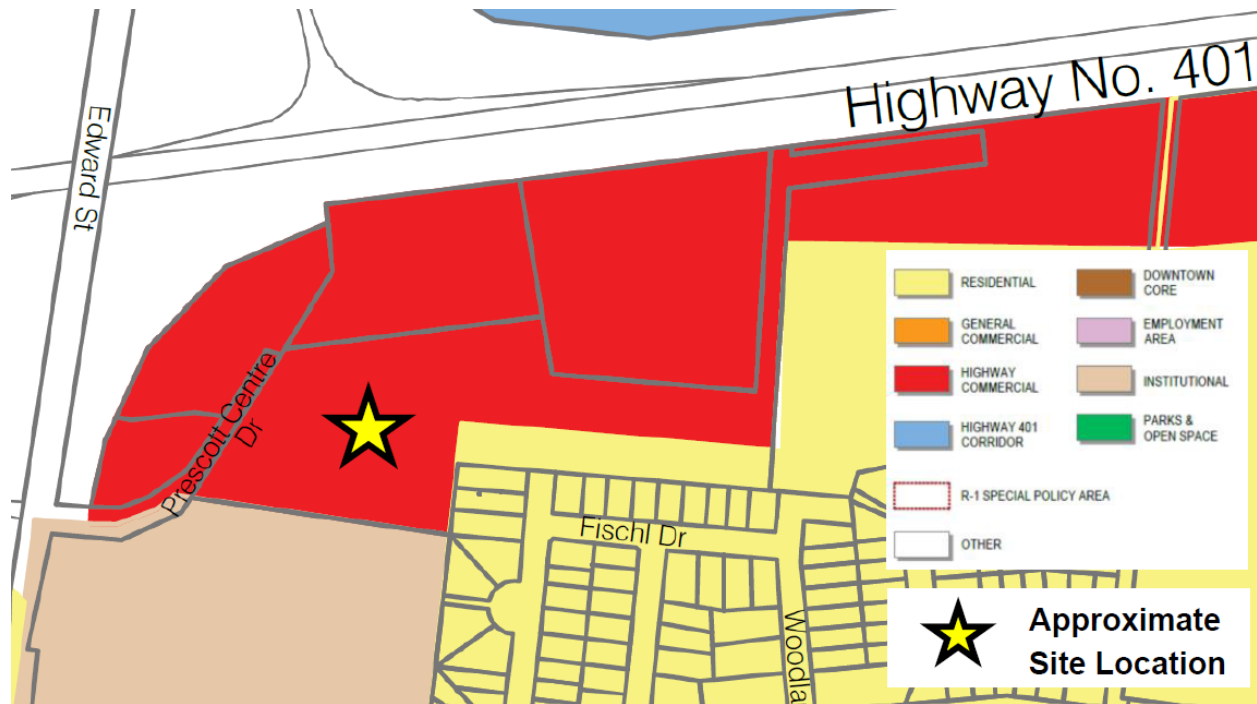 Highway No. 401
Edward St
Prescott Centre
Dr
Fischl Dr
Woodla
RESIDENTIAL
DOWNTOWN
CORE
GENERAL
COMMERCIAL
EMPLOYMENT
AREA
HIGHWAY
COMMERCIAL
INSTITUTIONAL
HIGHWAY 401
CORRIDOR
PARKS &
OPEN SPACE
R-1 SPECIAL POLICY AREA
OTHER
Approximate
Site Location